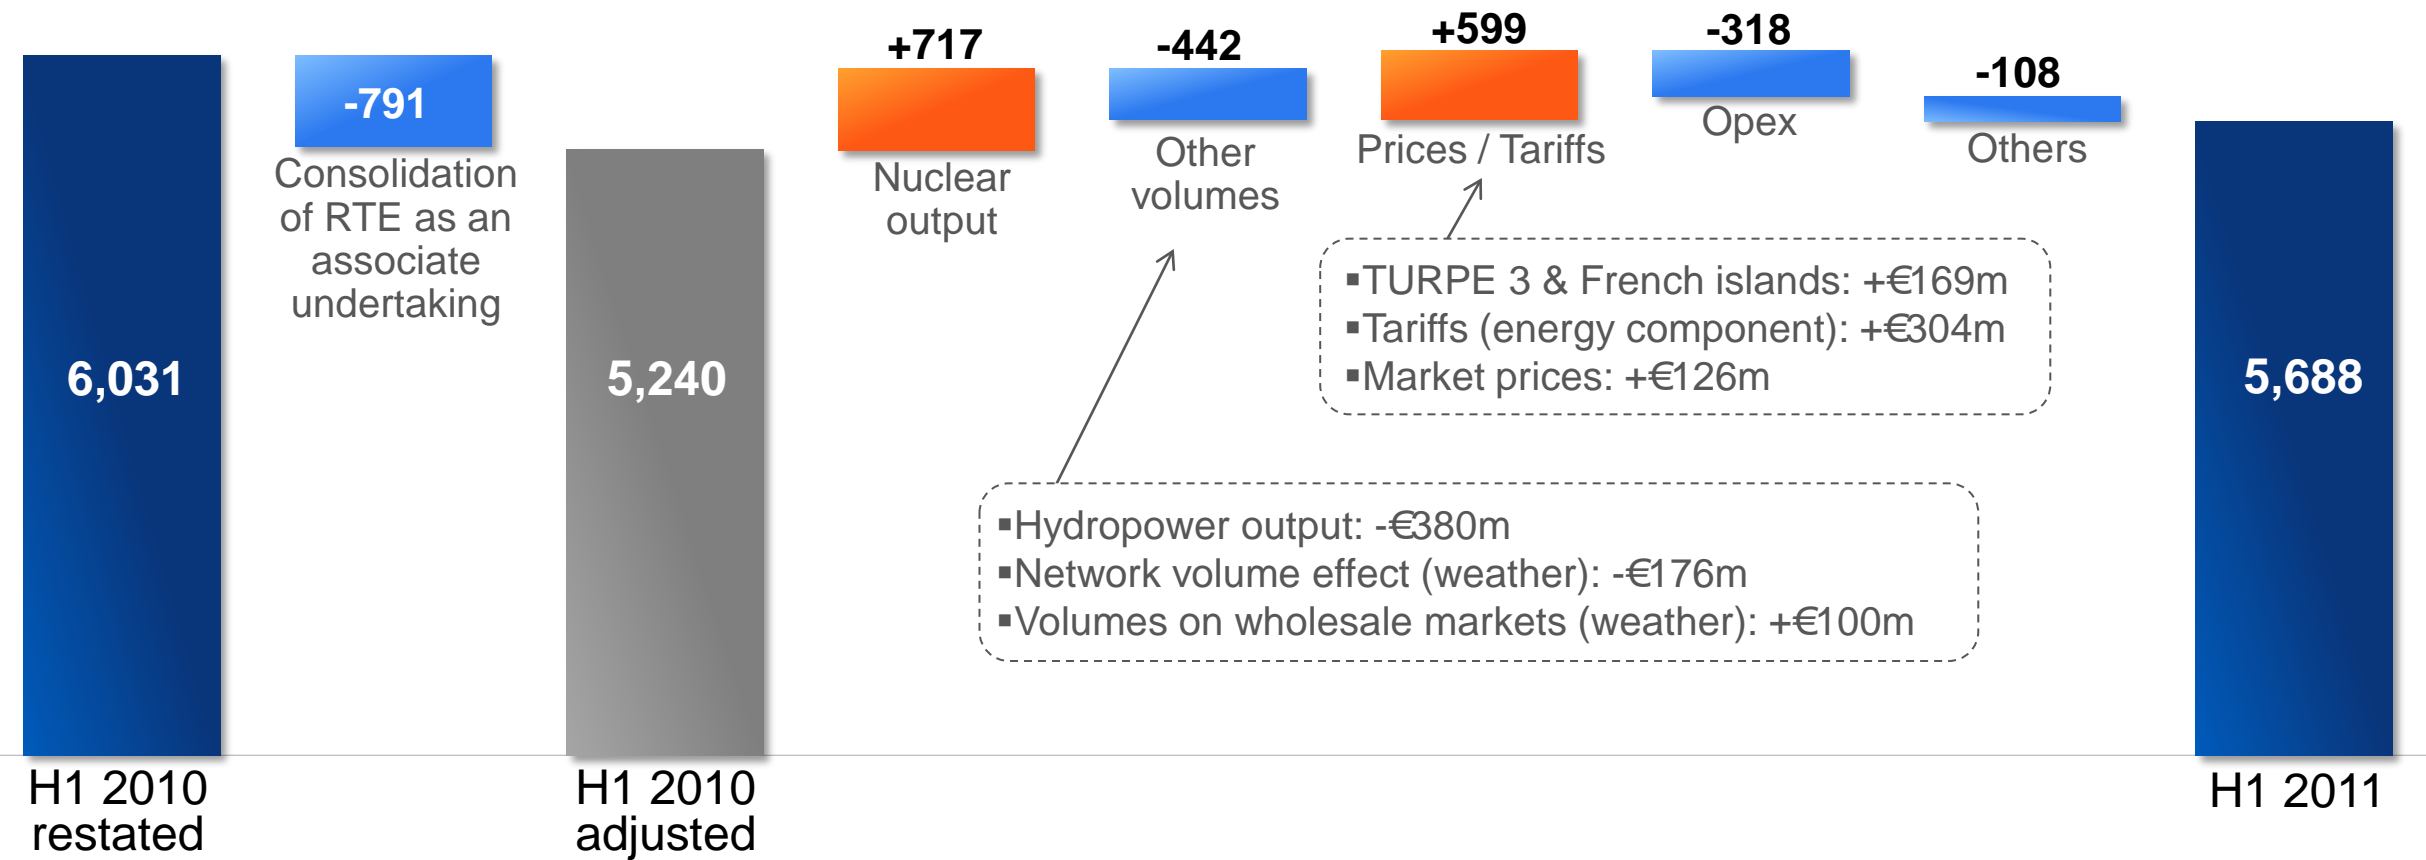 6,031
H1 2010
restated
-791
Consolidation
of RTE as an
associate
undertaking
5,240
H1 2010
adjusted
+717
Nuclear
output
-442
Other
volumes
+599
Prices / Tariffs
-318
Opex
-108
Others
▪TURPE 3 & French islands: +€169m
▪Tariffs (energy component): +€304m
▪Market prices: +€126m
▪Hydropower output: -€380m
▪Network volume effect (weather): -€176m
▪Volumes on wholesale markets (weather): +€100m
5,688
H1 2011